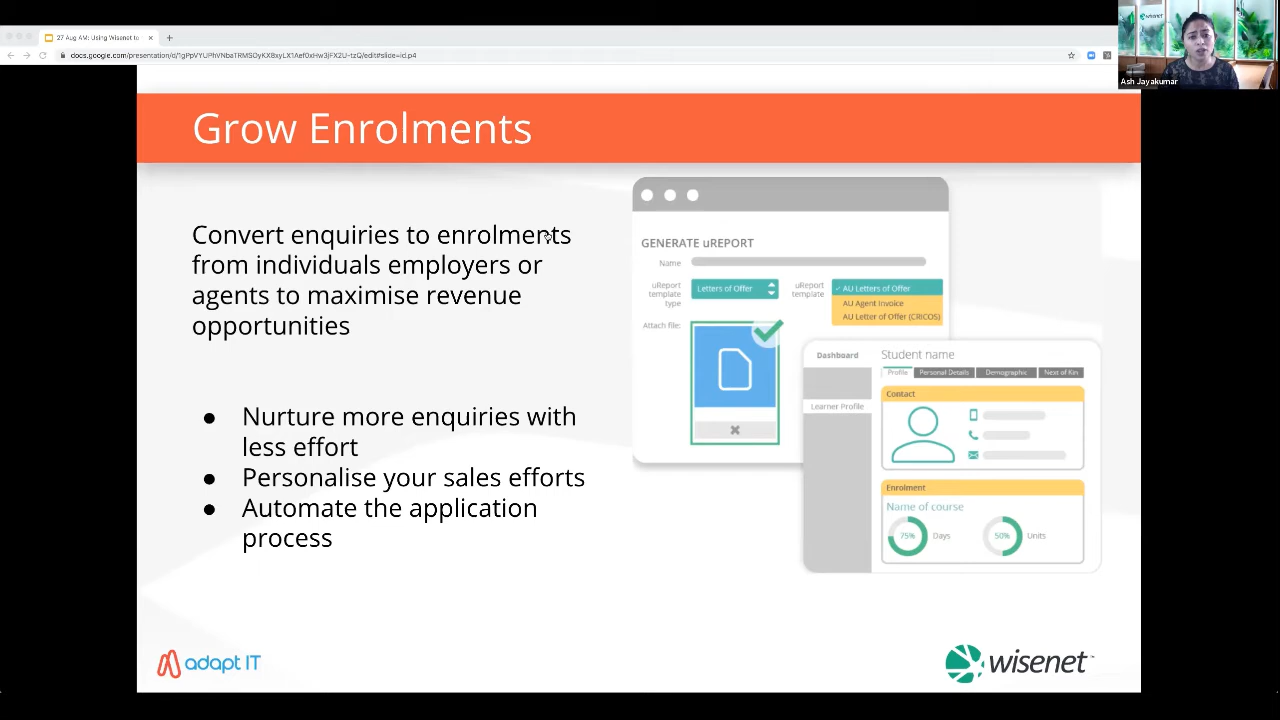 27 Aug AM: Using Wisenet to
docs.google.com/presentation/d/1gPpVYUPhVNbaTRMSOyKX8xyLX1Aef0xHw3jFX2U-tzQ/edit#slide=id.p4
wisenet
Ash Jayakumar
Grow Enrolments
Convert enquiries to enrolments
from individuals employers or
agents to maximise revenue
opportunities
● Nurture more enquiries with
less effort
● Personalise your sales efforts
● Automate the application
process
GENERATE uREPORT
Name
uReport
template
type
Letters of Offer
uReport
template
✓ AU Letters of Offer
AU Agent Invoice
AU Letter of Offer (CRICOS)
Attach file:
Dashboard
Learner Profile
Student name
Profile Personal Details Demographic Next of Kin
Contact
Enrolment
Name of course
75% Days 50% Units
adapt IT
wisenet™